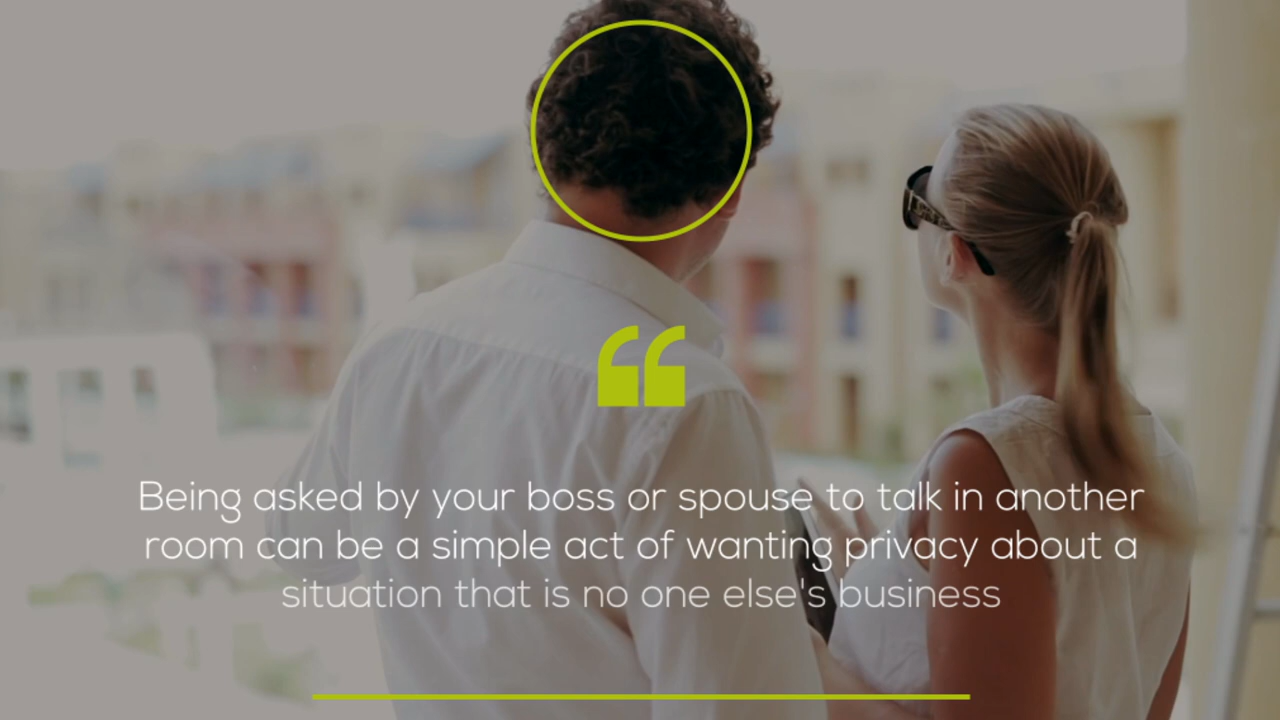 Being asked by your boss or spouse to talk in another
room can be a simple act of wanting privacy about a
situation that is no one else's business